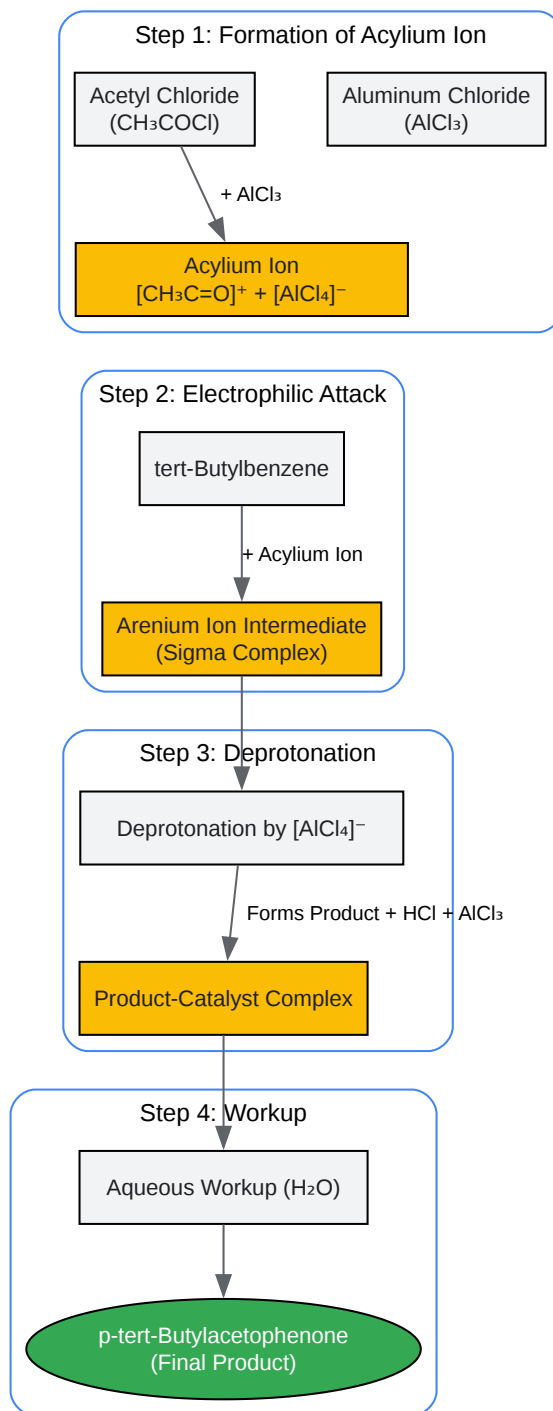 Step 1: Formation of Acylium Ion
Acetyl Chloride
(CH₃COCl)
Aluminum Chloride
(AlCl₃)
+ AlCl₃
Acylium Ion
[CH₃C=O]⁺ + [AlCl₄]⁻
Step 2: Electrophilic Attack
tert-Butylbenzene
+ Acylium Ion
Arenium Ion Intermediate
(Sigma Complex)
Step 3: Deprotonation
Deprotonation by [AlCl₄]⁻
Forms Product + HCl + AlCl₃
Product-Catalyst Complex
Step 4: Workup
Aqueous Workup (H₂O)
p-tert-Butylacetophenone
(Final Product)